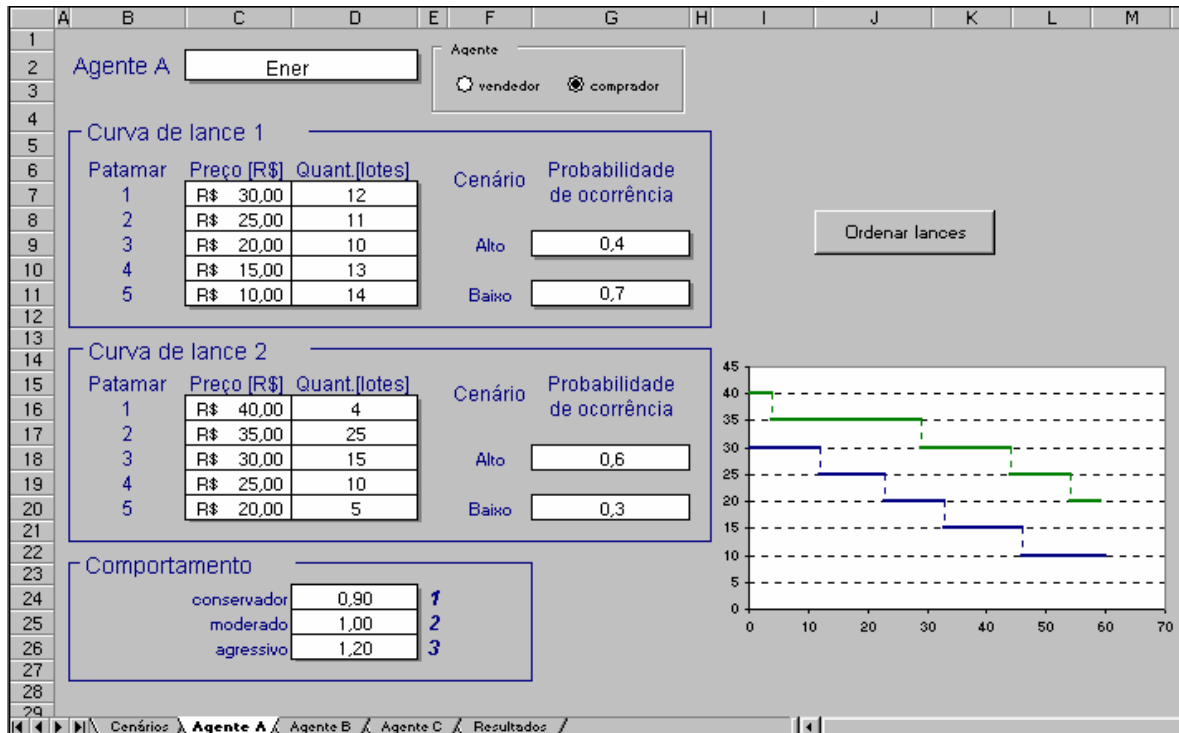 A B C D E F G H I J K L M
1
2 Agente A Ener Agente
3 vendedor comprador
4
5 Curva de lance 1
6 Patamar Preço [R$] Quant.[lotes] Cenário Probabilidade de ocorrência
7 1 R$ 30,00 12
8 2 R$ 25,00 11
9 3 R$ 20,00 10 Alto 0,4 Ordenar lances
10 4 R$ 15,00 13
11 5 R$ 10,00 14 Baixo 0,7
12
13
14 Curva de lance 2
15 Patamar Preço [R$] Quant.[lotes] Cenário Probabilidade de ocorrência
16 1 R$ 40,00 4
17 2 R$ 35,00 25
18 3 R$ 30,00 15 Alto 0,6
19 4 R$ 25,00 10
20 5 R$ 20,00 5 Baixo 0,3
21
22
23 Comportamento
24 conservador 0,90 1
25 moderado 1,00 2
26 agressivo 1,20 3
27
28
29
45
40
35
30
25
20
15
10
5
0
0 10 20 30 40 50 60 70
Cenários Agente A Agente B Agente C Resultados